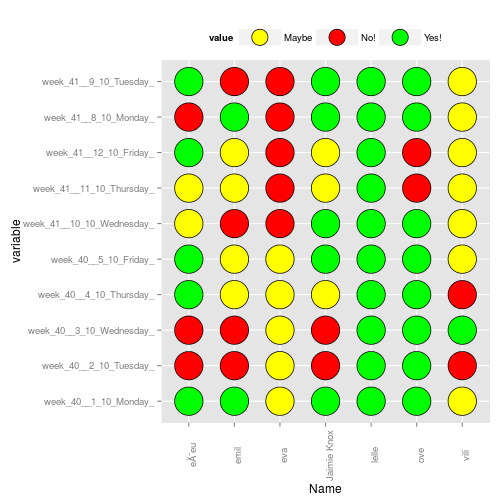 value Maybe No! Yes!
week_41__9_10_Tuesday_
week_41__8_10_Monday_
week_41__12_10_Friday_
week_41__11_10_Thursday_
week_41__10_10_Wednesday_
week_40__5_10_Friday_
week_40__4_10_Thursday_
week_40__3_10_Wednesday_
week_40__2_10_Tuesday_
week_40__1_10_Monday_
variable
emil
eva
Jaimie Knox
lelle
ove
vili
Name